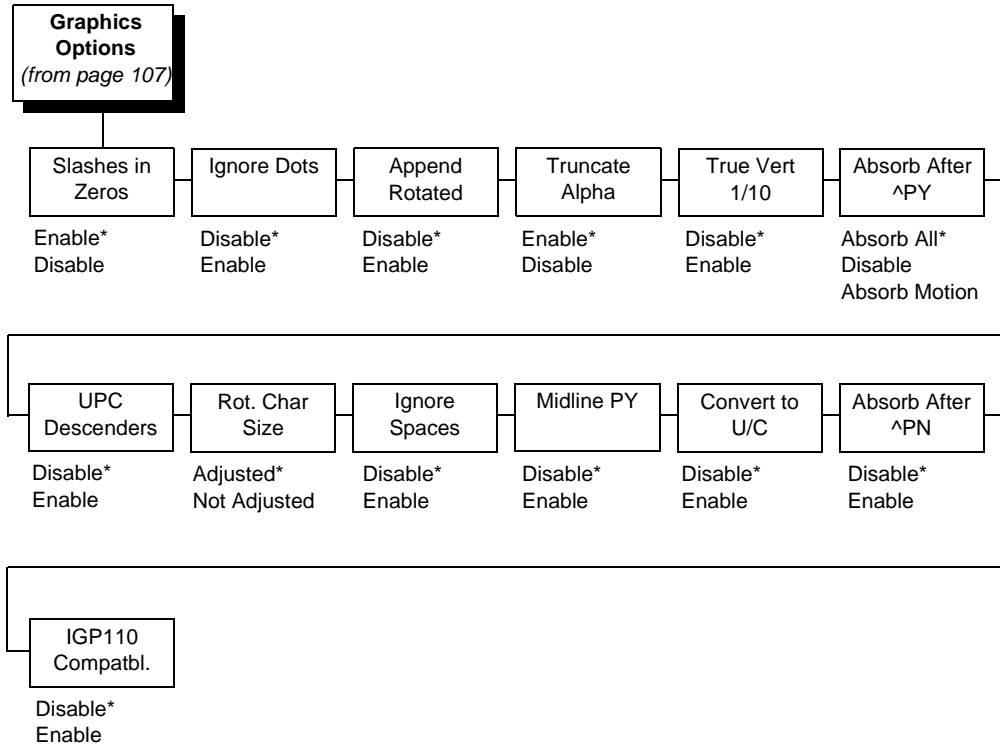 Graphics
Options
(from page 107)
Slashes in
Zeros
Enable*
Disable
Ignore Dots
Disable*
Enable
Append
Rotated
Disable*
Enable
Truncate
Alpha
Enable*
Disable
True Vert
1/10
Disable*
Enable
Absorb After
^PY
Absorb All*
Disable
Absorb Motion
UPC
Descenders
Disable*
Enable
Rot. Char
Size
Adjusted*
Not Adjusted
Ignore
Spaces
Disable*
Enable
Midline PY
Disable*
Enable
Convert to
U/C
Disable*
Enable
Absorb After
^PN
Disable*
Enable
IGP110
Compatbl.
Disable*
Enable